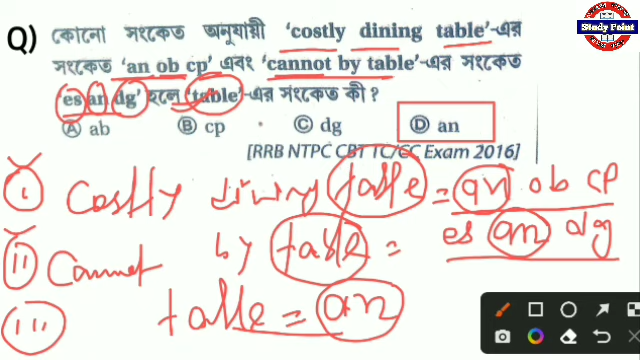 Study Point
Q) কোনো সংকেত অনুযায়ী ‘costly dining table’-এর
সংকেত ‘an ob cp’ এবং ‘cannot by table’-এর সংকেত
‘es an dg’ হলে ‘table’-এর সংকেত কী ?
Ⓐ ab Ⓑ cp Ⓒ dg Ⓓ an
[RRB NTPC CBT TC/CC Exam 2016]
I Costly dining table = an ob cp
II Cannot by table = es an dg
III table = an